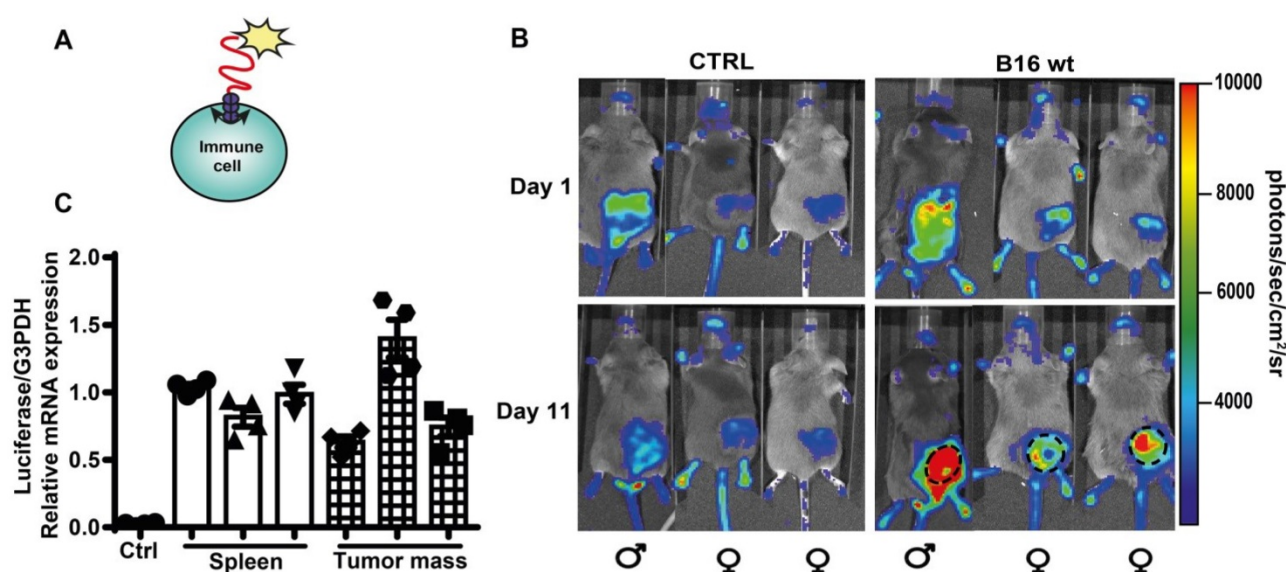 A
Immune
cell
B
CTRL
B16 wt
Day 1
Day 11
♂ ♀ ♀ ♂ ♀ ♀
10000
8000
6000
4000
photons/sec/cm²/sr
C
Luciferase/G3PDH
Relative mRNA expression
2.0
1.5
1.0
0.5
0.0
Ctrl
Spleen
Tumor mass